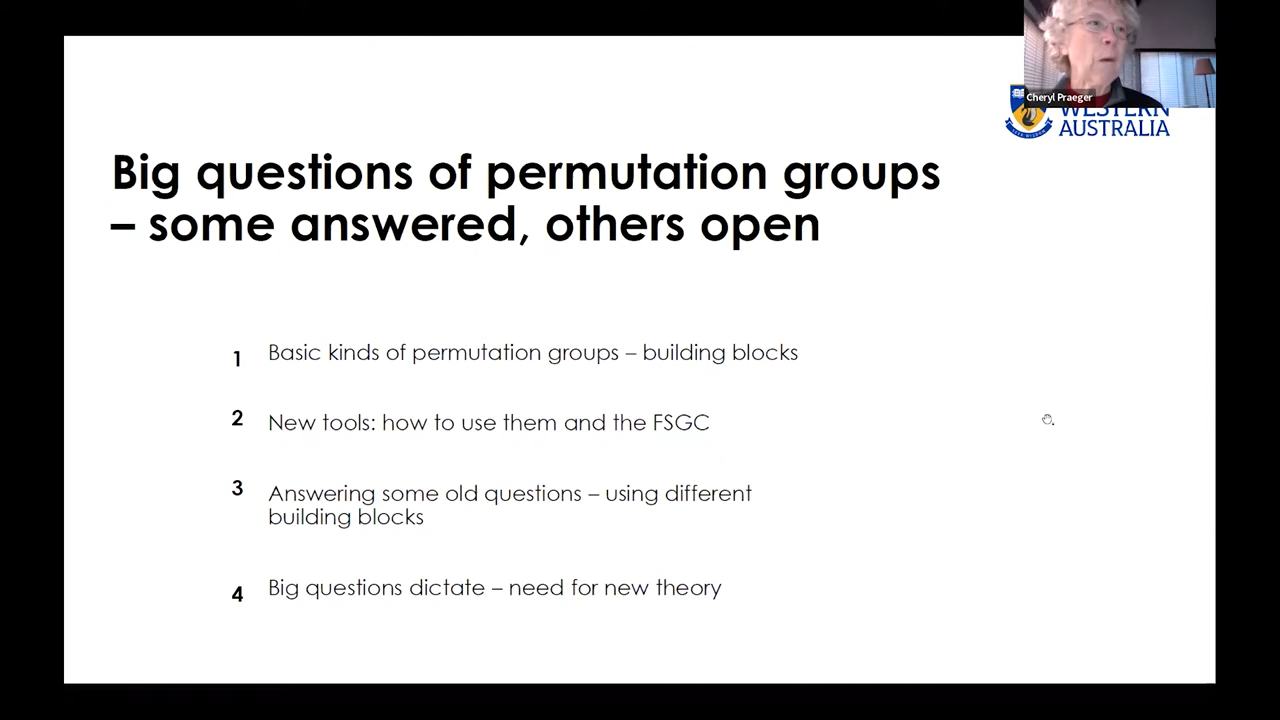 Cheryl Praeger
WESTERN
AUSTRALIA
Big questions of permutation groups
– some answered, others open
1 Basic kinds of permutation groups – building blocks
2 New tools: how to use them and the FSGC
3 Answering some old questions – using different
building blocks
4 Big questions dictate – need for new theory